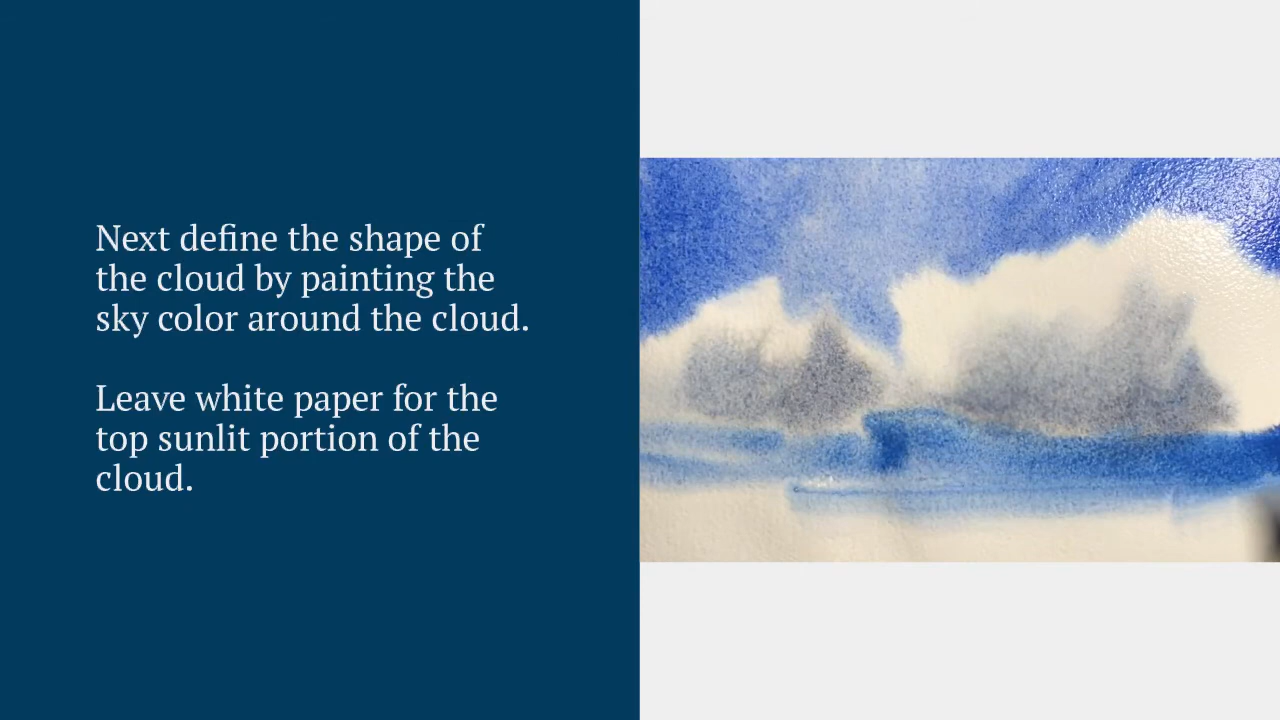 Next define the shape of
the cloud by painting the
sky color around the cloud.
Leave white paper for the
top sunlit portion of the
cloud.